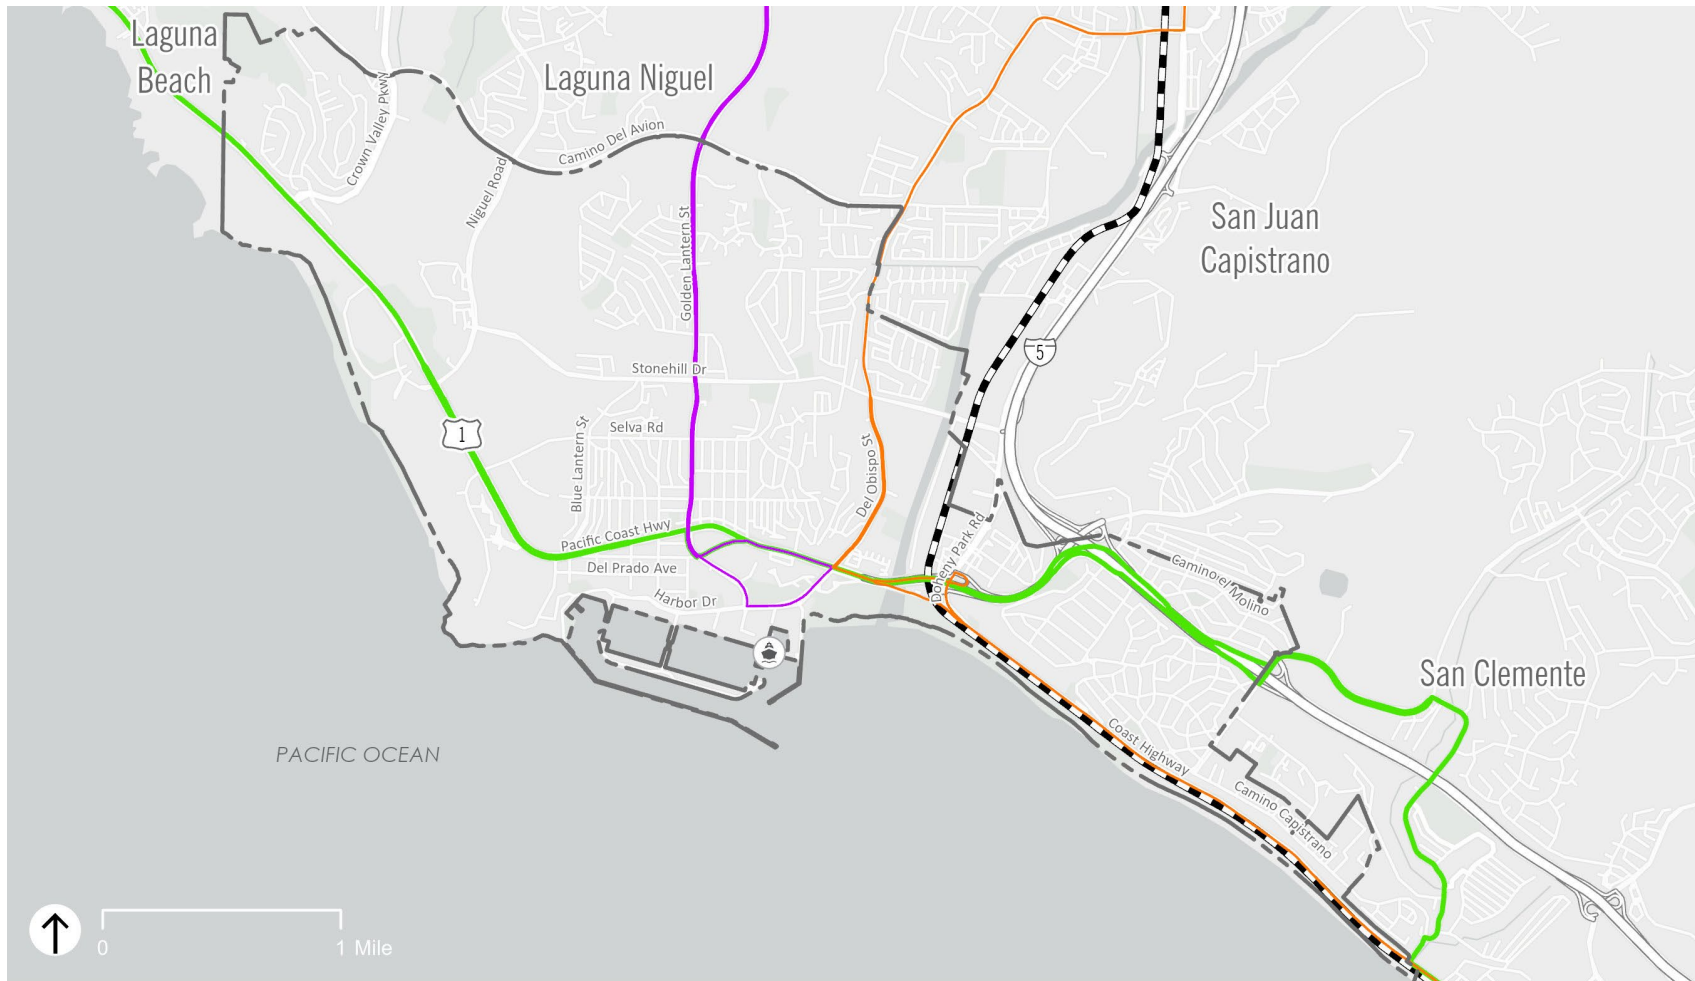 Laguna
Beach
Laguna Niguel
Crown Valley Pkwy
Camino Del Avion
Niguel Road
San Juan
Capistrano
Golden Lantern St
5
Stonehill Dr
1
Selva Rd
Blue Lantern St
Del Obispo St
Pacific Coast Hwy
Doheny Park Rd
Del Prado Ave
Camino el Molino
Harbor Dr
San Clemente
Coast Highway
PACIFIC OCEAN
Camino Capistrano
0
1 Mile